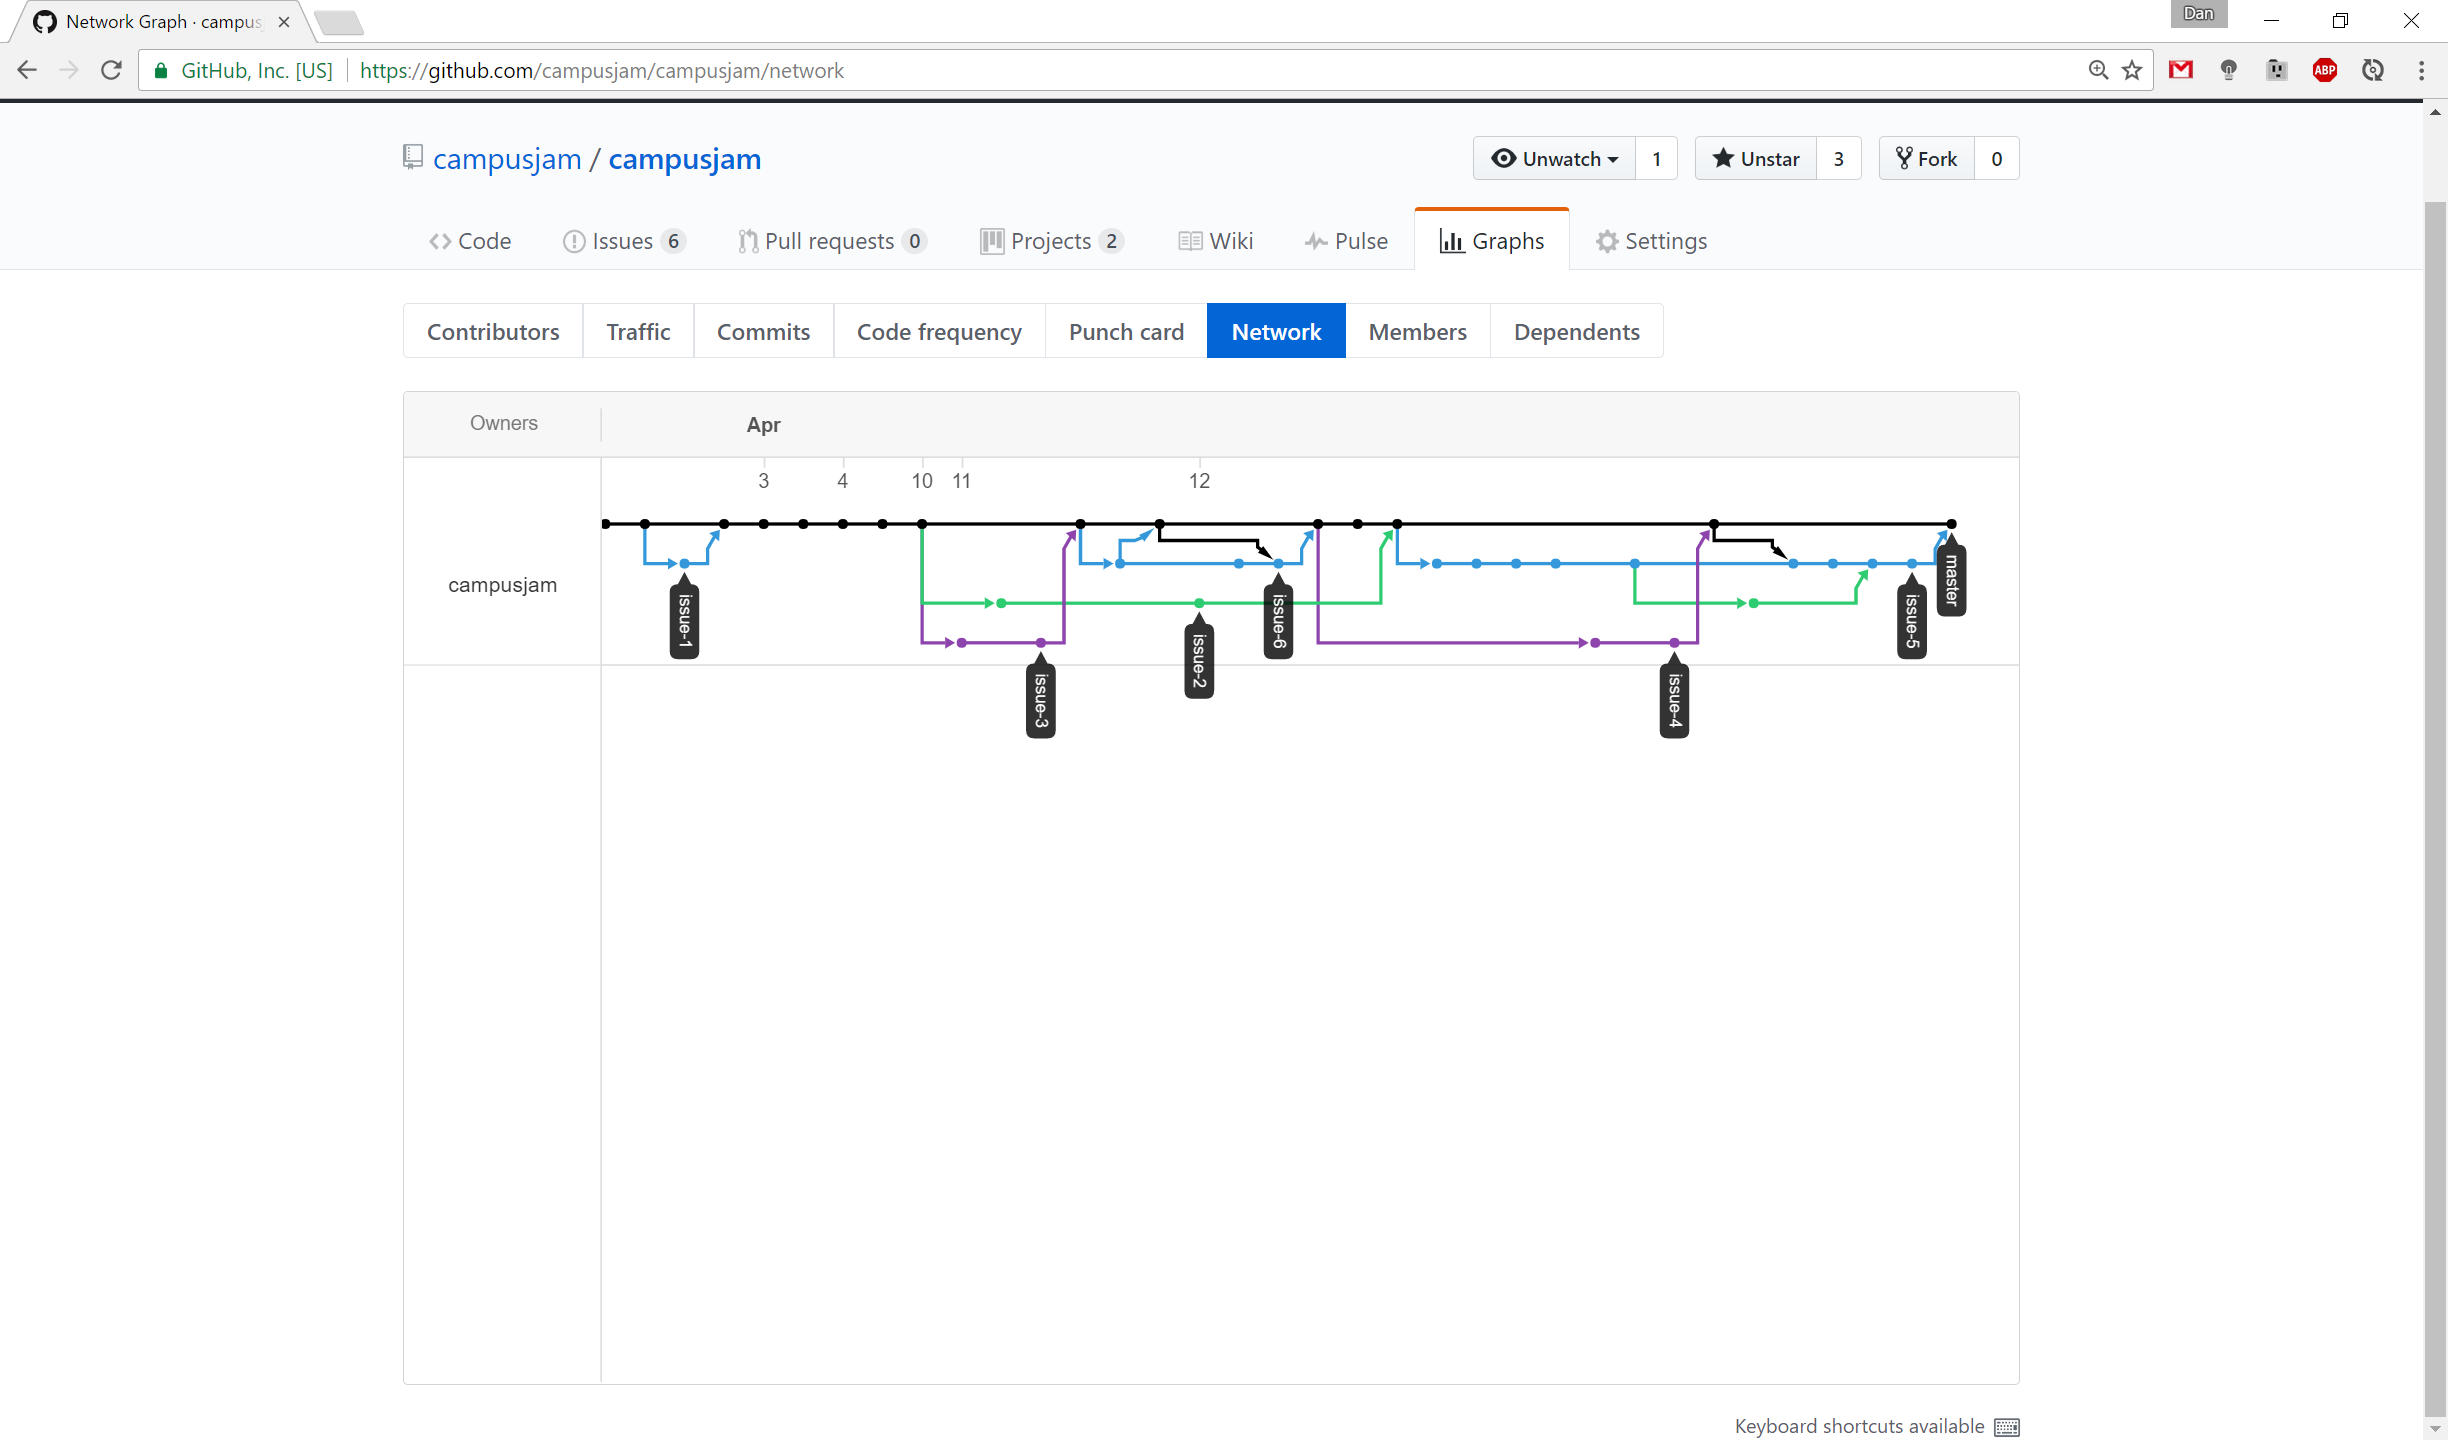 Network Graph · campus
Dan
GitHub, Inc. [US]
https://github.com/campusjam/campusjam/network
ABP
campusjam / campusjam
Unwatch 1
Unstar 3
Fork 0
Code
Issues 6
Pull requests 0
Projects 2
Wiki
Pulse
Graphs
Settings
Contributors
Traffic
Commits
Code frequency
Punch card
Network
Members
Dependents
Owners
Apr
3
4
10
11
12
campusjam
issue-1
issue-3
issue-2
issue-6
issue-4
issue-5
master
Keyboard shortcuts available